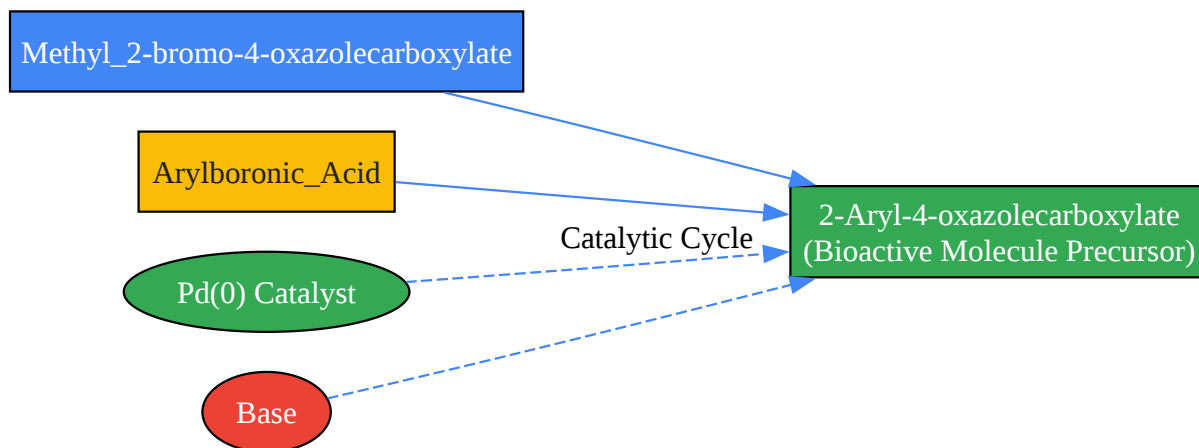 Methyl_2-bromo-4-oxazolecarboxylate
Arylboronic_Acid
2-Aryl-4-oxazolecarboxylate
(Bioactive Molecule Precursor)
Catalytic Cycle
Pd(0) Catalyst
Base